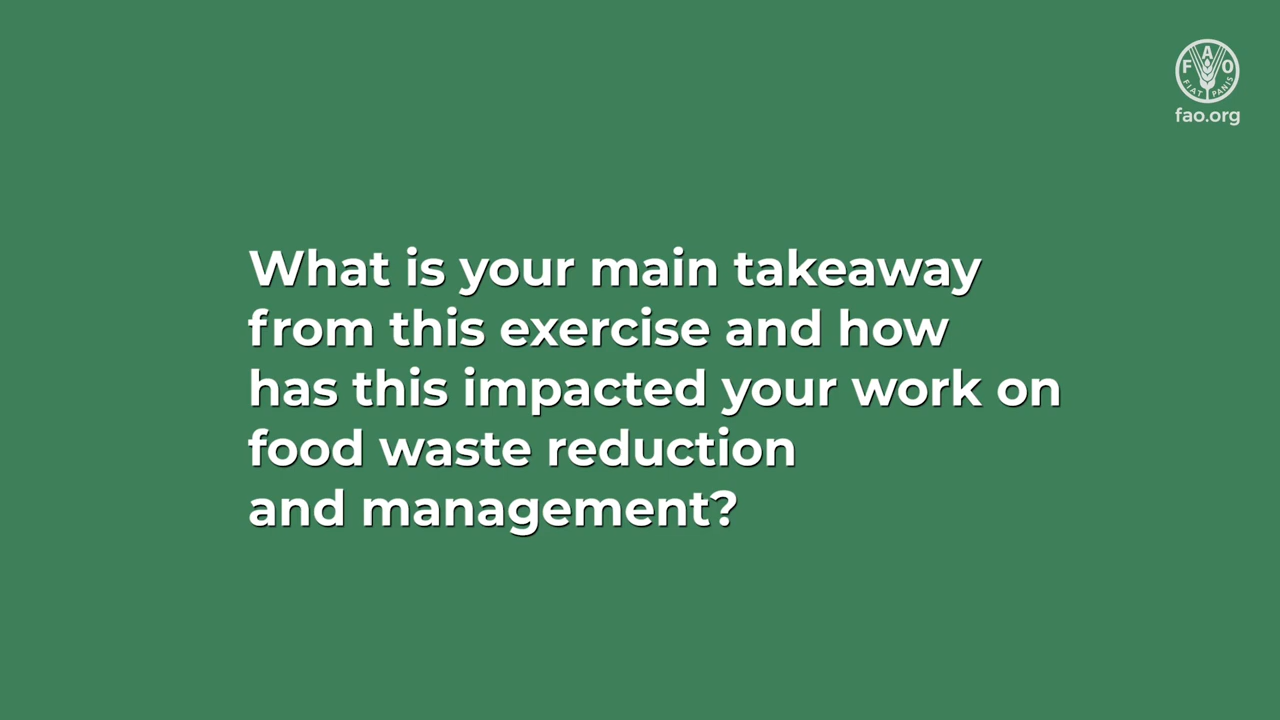 F A O
FIAT PANIS
fao.org
What is your main takeaway
from this exercise and how
has this impacted your work on
food waste reduction
and management?